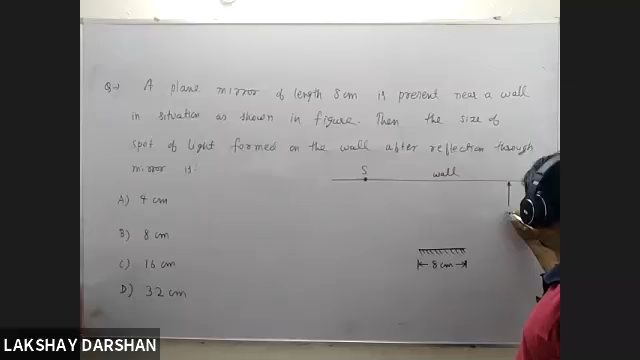 Q-1 A plane mirror of length 8 cm is present near a wall
in situation as shown in figure. Then the size of
spot of light formed on the wall after reflection through
mirror is:
S wall
A) 4 cm
B) 8 cm
C) 16 cm
D) 32 cm
8 cm
LAKSHAY DARSHAN